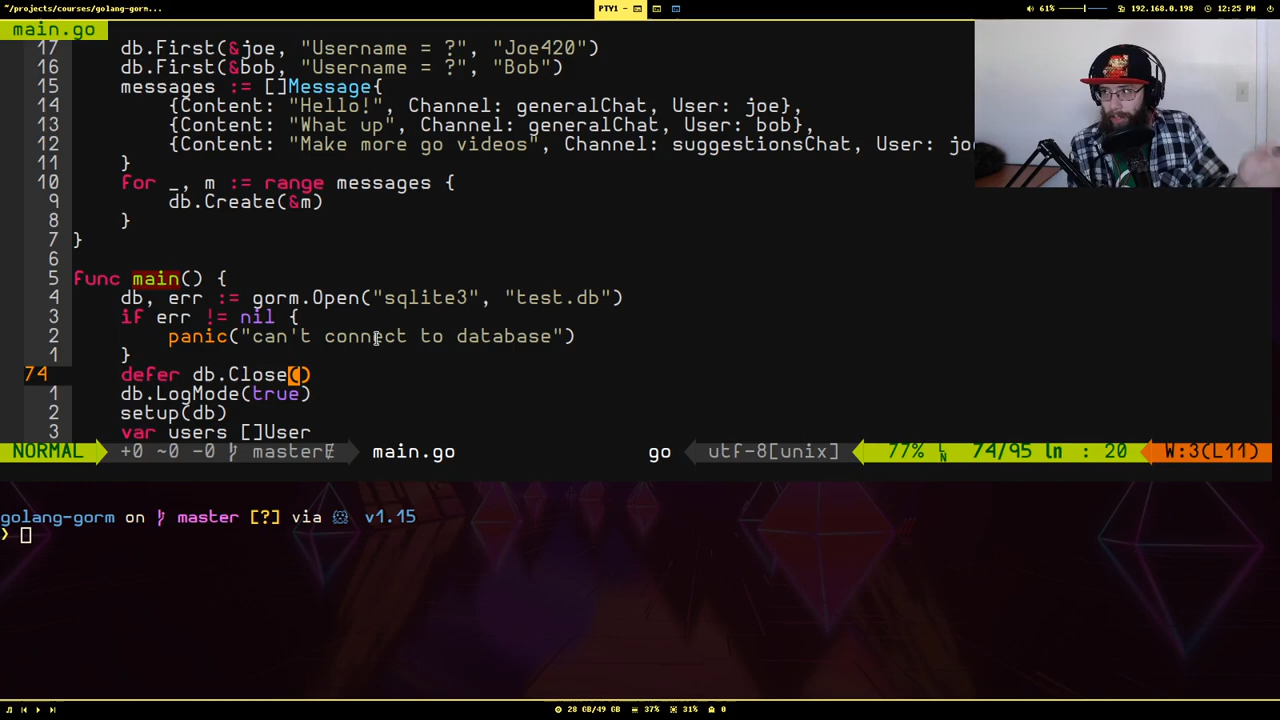 ~/projects/courses/golang-gorm... PTY1 - 61% 192.168.0.198 12:25 PM
main.go
17 db.First(&joe, "Username = ?", "Joe420")
16 db.First(&bob, "Username = ?", "Bob")
15 messages := []Message{
14 {Content: "Hello!", Channel: generalChat, User: joe},
13 {Content: "What up", Channel: generalChat, User: bob},
12 {Content: "Make more go videos", Channel: suggestionsChat, User: jo
11 }
10 for _, m := range messages {
9 db.Create(&m)
8 }
7 }
6
5 func main() {
4 db, err := gorm.Open("sqlite3", "test.db")
3 if err != nil {
2 panic("can't connect to database")
1 }
74 defer db.Close()
1 db.LogMode(true)
2 setup(db)
3 var users []User
NORMAL +0 ~0 -0 master main.go go utf-8[unix] 77% 74/95 ln : 20 W:3(L11)
golang-gorm on master [?] via v1.15
❯
28 GB/49 GB 37% 31% 0